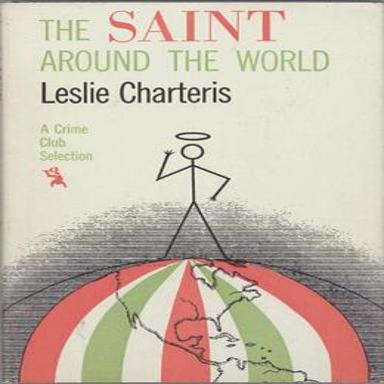 THE SAINT
AROUND THE WORLD
Leslie Charteris
A Crime
Club
Selection